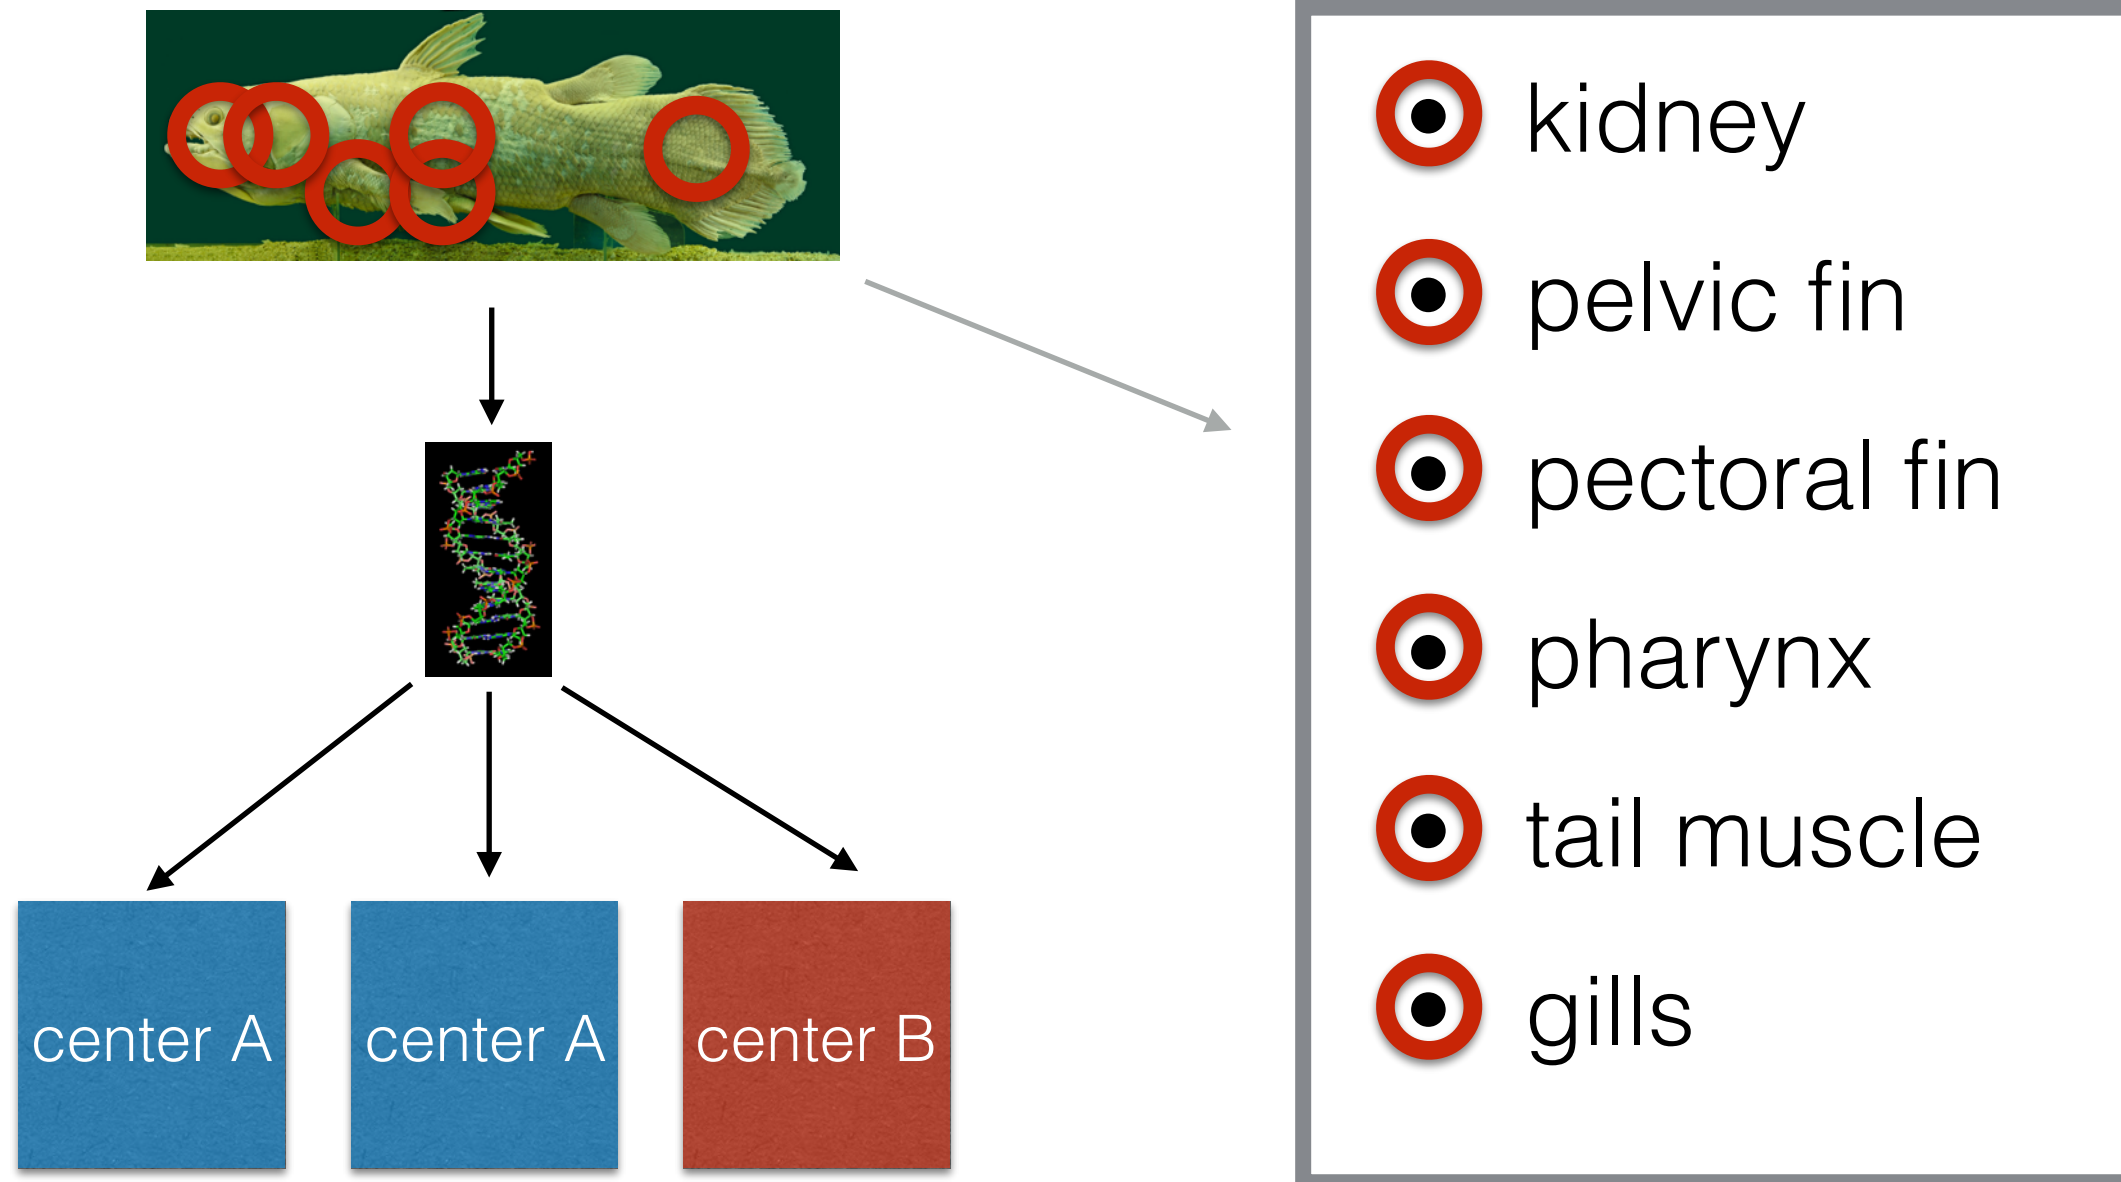 kidney
pelvic fin
pectoral fin
pharynx
tail muscle
gills
center A
center A
center B